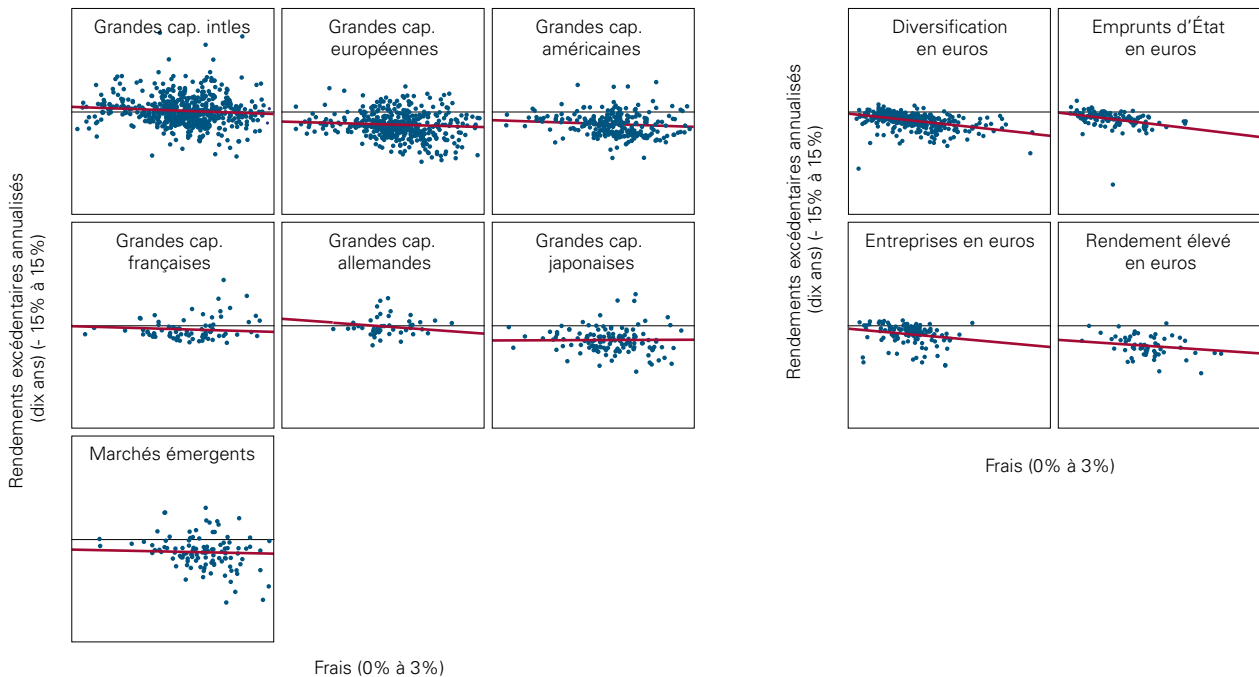 Rendements excédentaires annualisés
(dix ans) (- 15% à 15%)
Grandes cap. intles
Grandes cap.
européennes
Grandes cap.
américaines
Grandes cap.
françaises
Grandes cap.
allemandes
Grandes cap.
japonaises
Marchés émergents
Frais (0% à 3%)
Rendements excédentaires annualisés
(dix ans) (- 15% à 15%)
Diversification
en euros
Emprunts d’État
en euros
Entreprises en euros
Rendement élevé
en euros
Frais (0% à 3%)